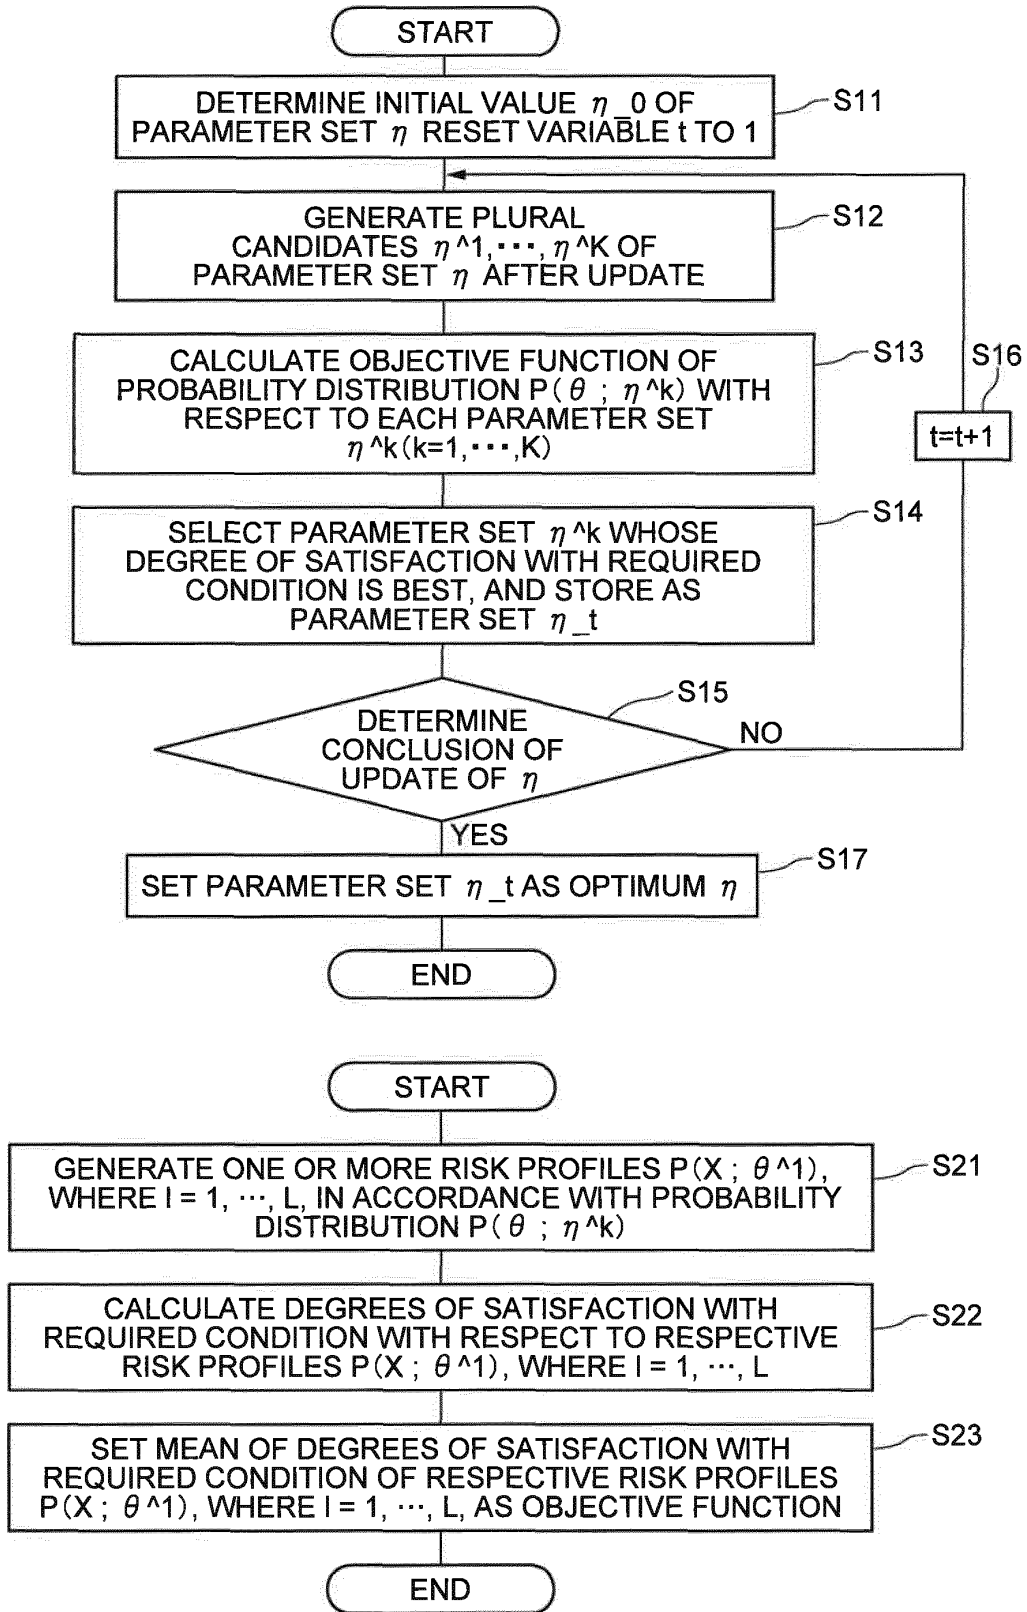 START
DETERMINE INITIAL VALUE η_0 OF
PARAMETER SET η RESET VARIABLE t TO 1
S11
GENERATE PLURAL
CANDIDATES η^1,···, η^K OF
PARAMETER SET η AFTER UPDATE
S12
CALCULATE OBJECTIVE FUNCTION OF
PROBABILITY DISTRIBUTION P(θ ; η^k) WITH
RESPECT TO EACH PARAMETER SET
η^k(k=1,···,K)
S13
S16
t=t+1
SELECT PARAMETER SET η^k WHOSE
DEGREE OF SATISFACTION WITH REQUIRED
CONDITION IS BEST, AND STORE AS
PARAMETER SET η_t
S14
DETERMINE
CONCLUSION OF
UPDATE OF η
S15
NO
YES
SET PARAMETER SET η_t AS OPTIMUM η
S17
END
START
GENERATE ONE OR MORE RISK PROFILES P(X ; θ^1),
WHERE l = 1, ···, L, IN ACCORDANCE WITH PROBABILITY
DISTRIBUTION P(θ ; η^k)
S21
CALCULATE DEGREES OF SATISFACTION WITH
REQUIRED CONDITION WITH RESPECT TO RESPECTIVE
RISK PROFILES P(X ; θ^1), WHERE l = 1, ···, L
S22
SET MEAN OF DEGREES OF SATISFACTION WITH
REQUIRED CONDITION OF RESPECTIVE RISK PROFILES
P(X ; θ^1), WHERE l = 1, ···, L, AS OBJECTIVE FUNCTION
S23
END